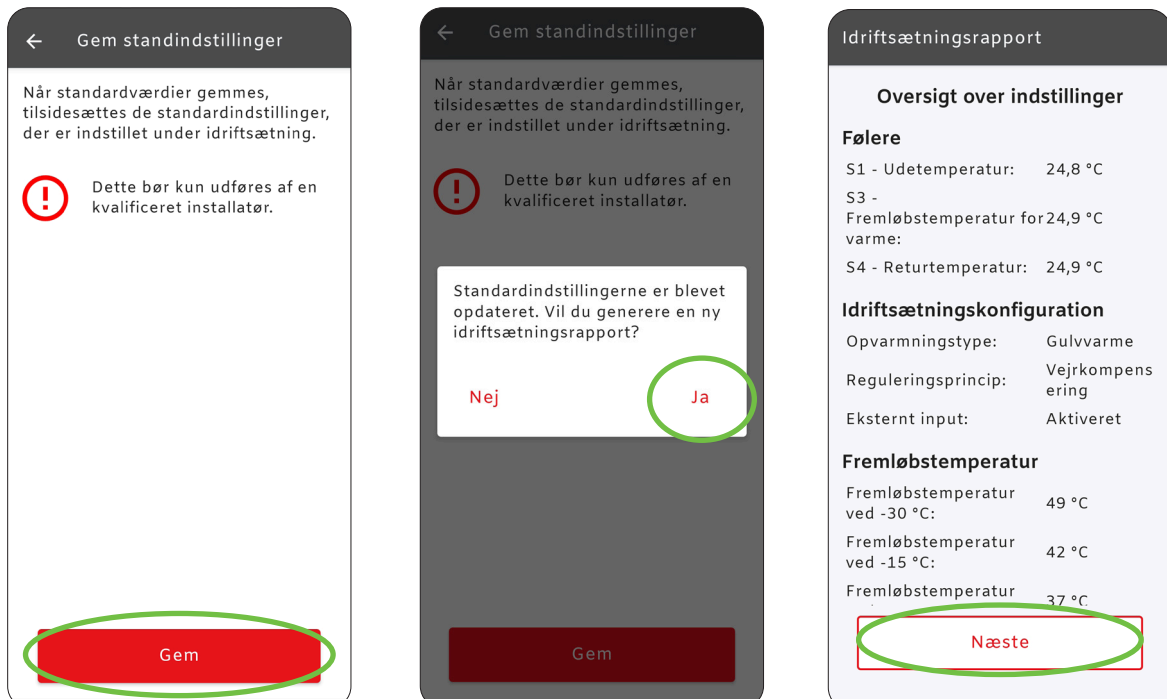 Gem standindstillinger
Når standardværdier gemmes,
tilsidesættes de standardindstillinger,
der er indstillet under idriftsætning.
Dette bør kun udføres af en
kvalificeret installatør.
Gem
Gem standindstillinger
Når standardværdier gemmes,
tilsidesættes de standardindstillinger,
der er indstillet under idriftsætning.
Dette bør kun udføres af en
kvalificeret installatør.
Standardindstillingerne er blevet
opdateret. Vil du generere en ny
idriftsætningsrapport?
Nej Ja
Gem
Idriftsætningsrapport
Oversigt over indstillinger
Følere
S1 - Udetemperatur: 24,8 °C
S3 -
Fremløbstemperatur for 24,9 °C
varme:
S4 - Returtemperatur: 24,9 °C
Idriftsætningskonfiguration
Opvarmningstype: Gulvvarme
Reguleringsprincip: Vejrkompens
ering
Eksternt input: Aktiveret
Fremløbstemperatur
Fremløbstemperatur
ved -30 °C: 49 °C
Fremløbstemperatur
ved -15 °C: 42 °C
Fremløbstemperatur
37 °C
Næste